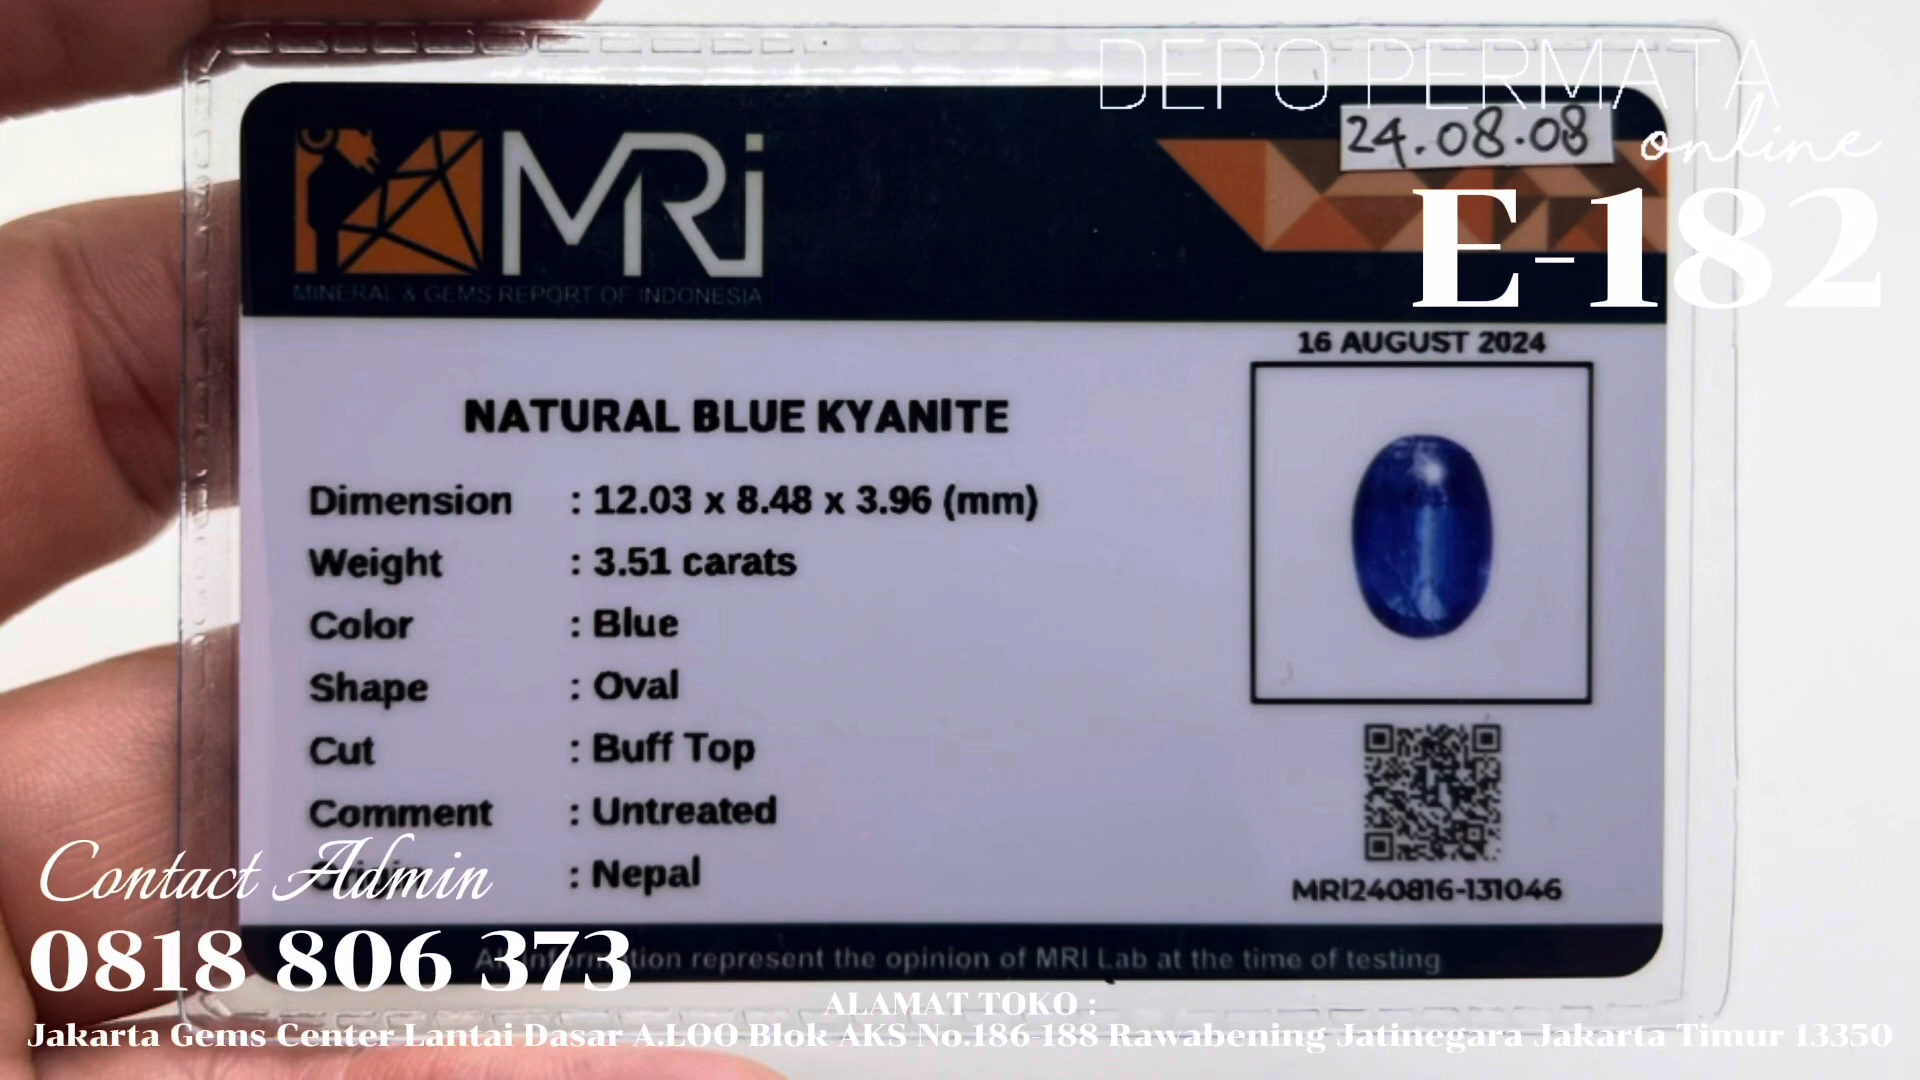 DEPO PERMATA
online
24.08.08
E-182
MRi
MINERAL & GEMS REPORT OF INDONESIA
16 AUGUST 2024
NATURAL BLUE KYANITE
Dimension : 12.03 x 8.48 x 3.96 (mm)
Weight : 3.51 carats
Color : Blue
Shape : Oval
Cut : Buff Top
Comment : Untreated
Origin : Nepal
MRI240816-131046
Contact Admin
0818 806 373
All information represent the opinion of MRI Lab at the time of testing
ALAMAT TOKO :
Jakarta Gems Center Lantai Dasar A.LOO Blok AKS No.186-188 Rawabening Jatinegara Jakarta Timur 13350